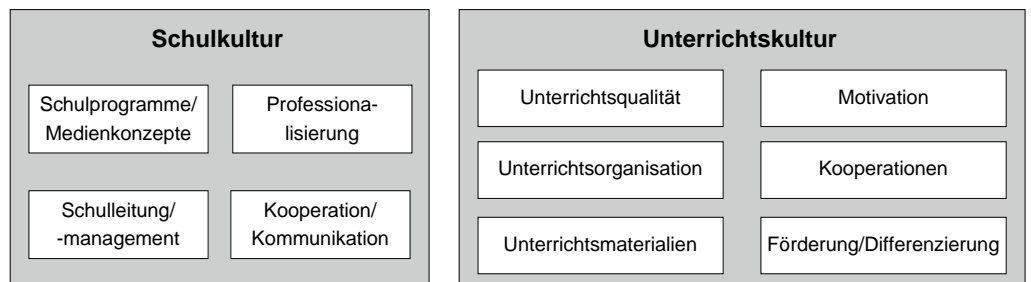 Schulkultur
Schulprogramme/
Medienkonzepte
Professiona-
lisierung
Schulleitung/
-management
Kooperation/
Kommunikation
Unterrichtskultur
Unterrichtsqualität
Motivation
Unterrichtsorganisation
Kooperationen
Unterrichtsmaterialien
Förderung/Differenzierung